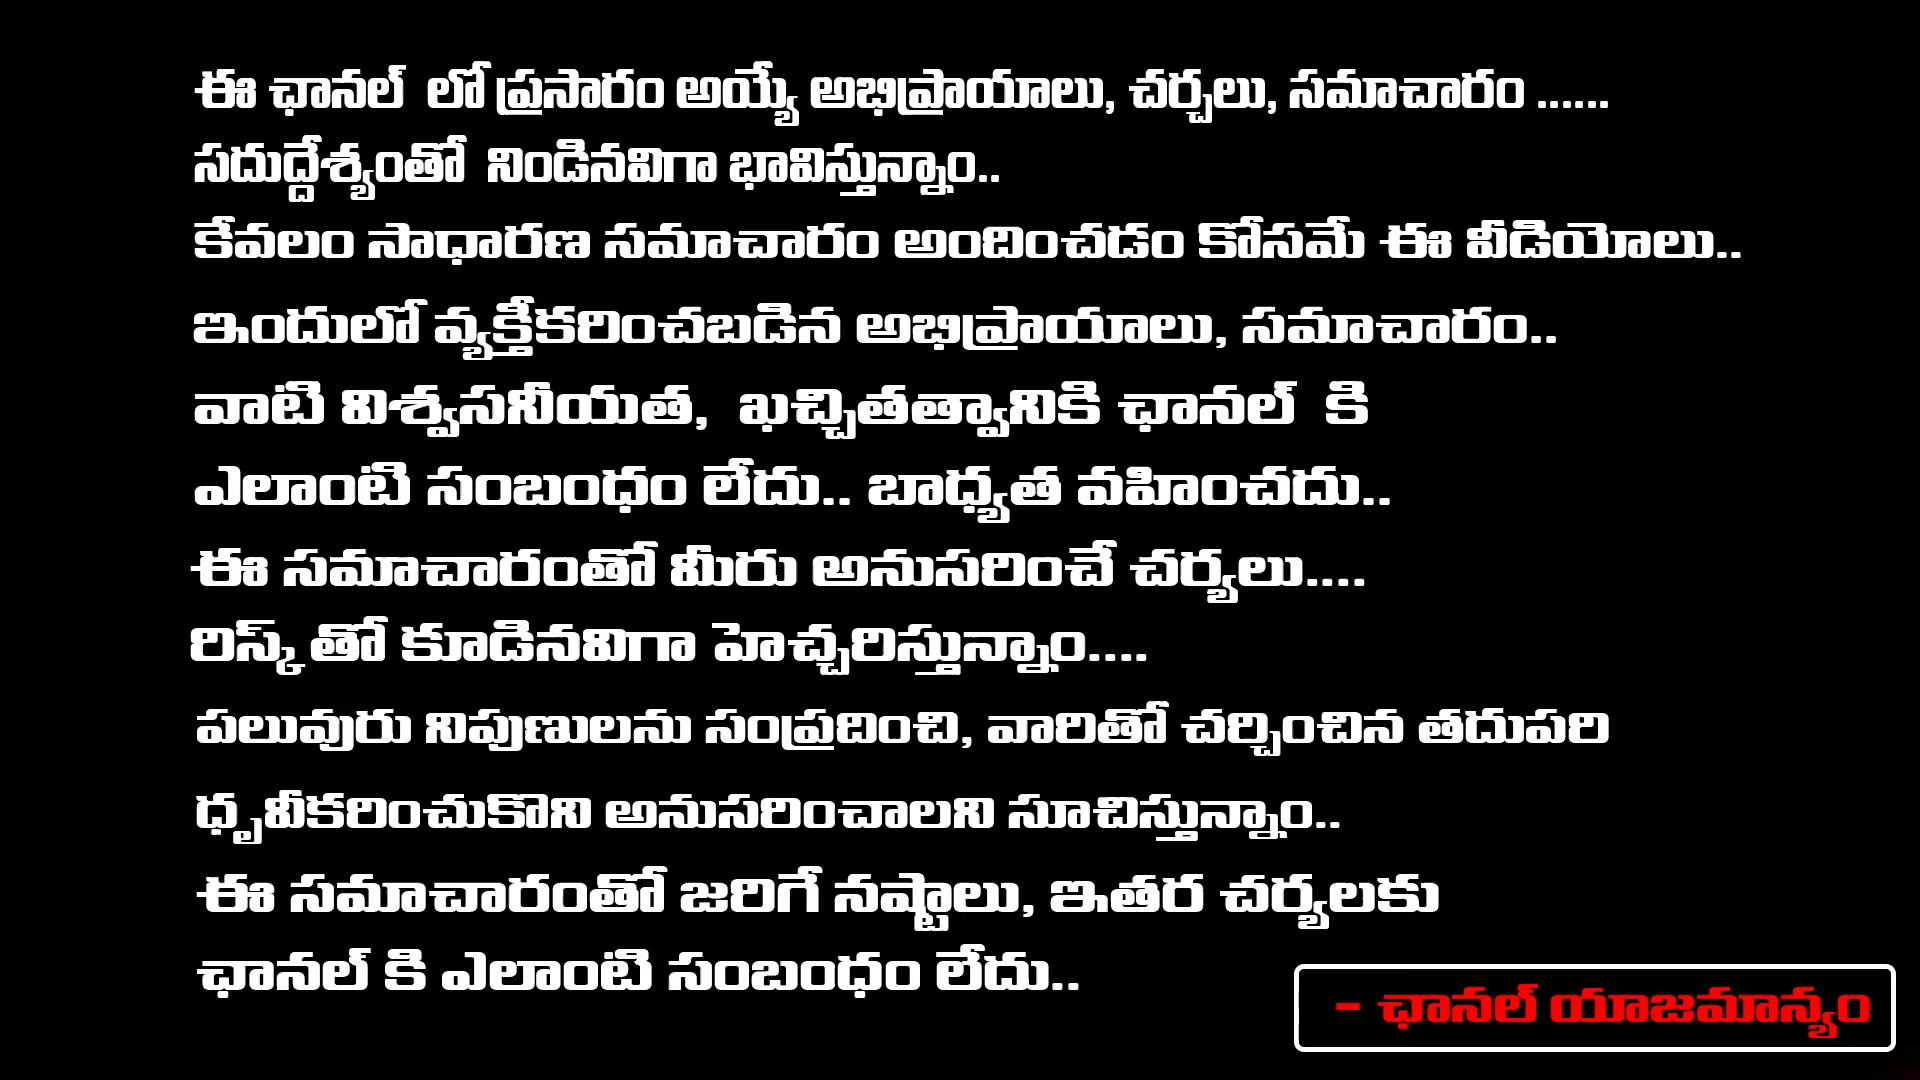 ఈ ఛానల్ లో ప్రసారం అయ్యే అభిప్రాయాలు, చర్చలు, సమాచారం ......
సదుద్దేశ్యంతో నిండినవిగా భావిస్తున్నాం..
కేవలం సాధారణ సమాచారం అందించడం కోసమే ఈ వీడియోలు..
ఇందులో వ్యక్తీకరించబడిన అభిప్రాయాలు, సమాచారం..
వాటి విశ్వసనీయత, ఖచ్చితత్వానికి ఛానల్ కి
ఎలాంటి సంబంధం లేదు.. బాధ్యత వహించదు..
ఈ సమాచారంతో మీరు అనుసరించే చర్యలు....
రిస్క్ తో కూడినవిగా హెచ్చరిస్తున్నాం....
పలువురు నిపుణులను సంప్రదించి, వారితో చర్చించిన తదుపరి
ధృవీకరించుకొని అనుసరించాలని సూచిస్తున్నాం..
ఈ సమాచారంతో జరిగే నష్టాలు, ఇతర చర్యలకు
ఛానల్ కి ఎలాంటి సంబంధం లేదు..
- ఛానల్ యాజమాన్యం